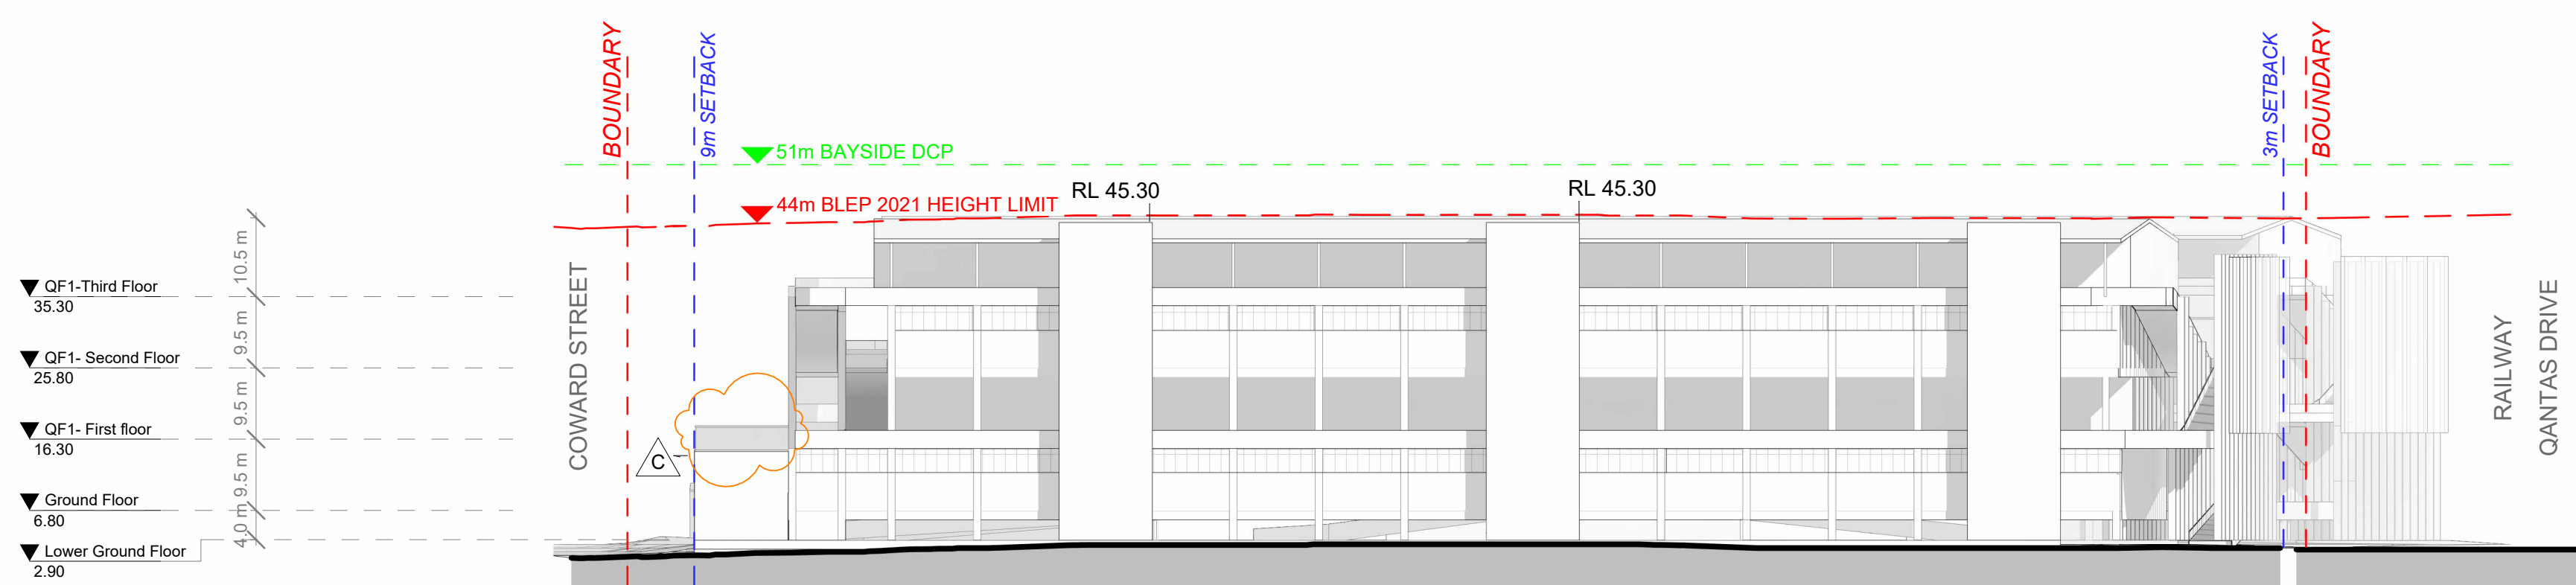 BOUNDARY
9m SETBACK
3m SETBACK
BOUNDARY
51m BAYSIDE DCP
RL 45.30
RL 45.30
44m BLEP 2021 HEIGHT LIMIT
10.5 m
QF1-Third Floor
35.30
9.5 m
QF1- Second Floor
25.80
9.5 m
QF1- First floor
16.30
9.5 m
Ground Floor
6.80
4.0 m
Lower Ground Floor
2.90
COWARD STREET
C
RAILWAY
QANTAS DRIVE